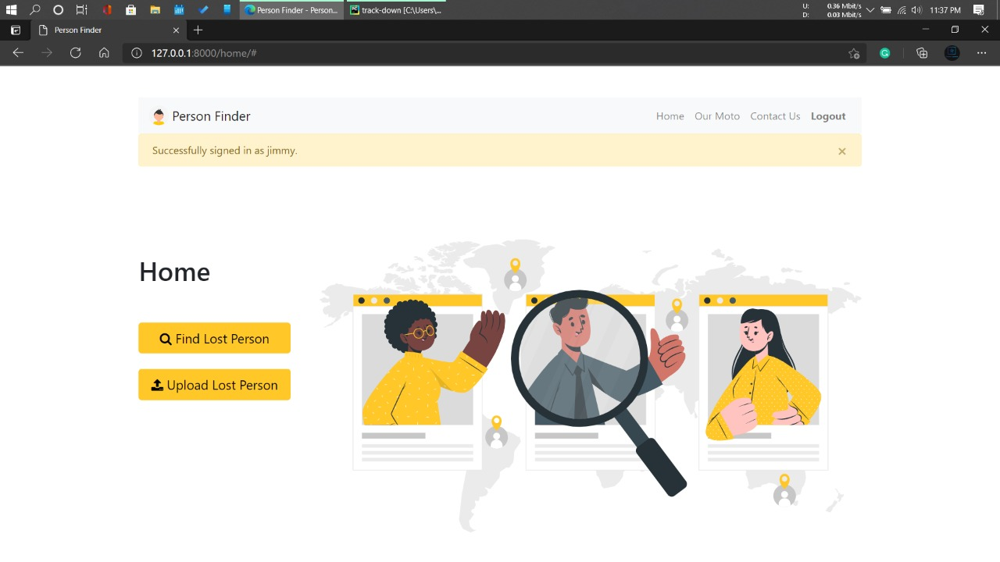 Person Finder - Person...
track-down [C:\Users\...
U: 0.36 Mbit/s
D: 0.03 Mbit/s
11:37 PM
Person Finder
127.0.0.1:8000/home/#
Person Finder
Home Our Moto Contact Us Logout
Successfully signed in as jimmy.
Home
Find Lost Person
Upload Lost Person